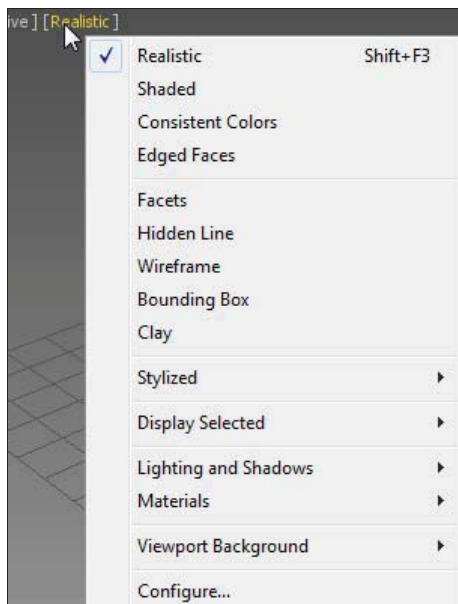 ive ] [Realistic ]
Realistic Shift+F3
Shaded
Consistent Colors
Edged Faces
Facets
Hidden Line
Wireframe
Bounding Box
Clay
Stylized
Display Selected
Lighting and Shadows
Materials
Viewport Background
Configure...